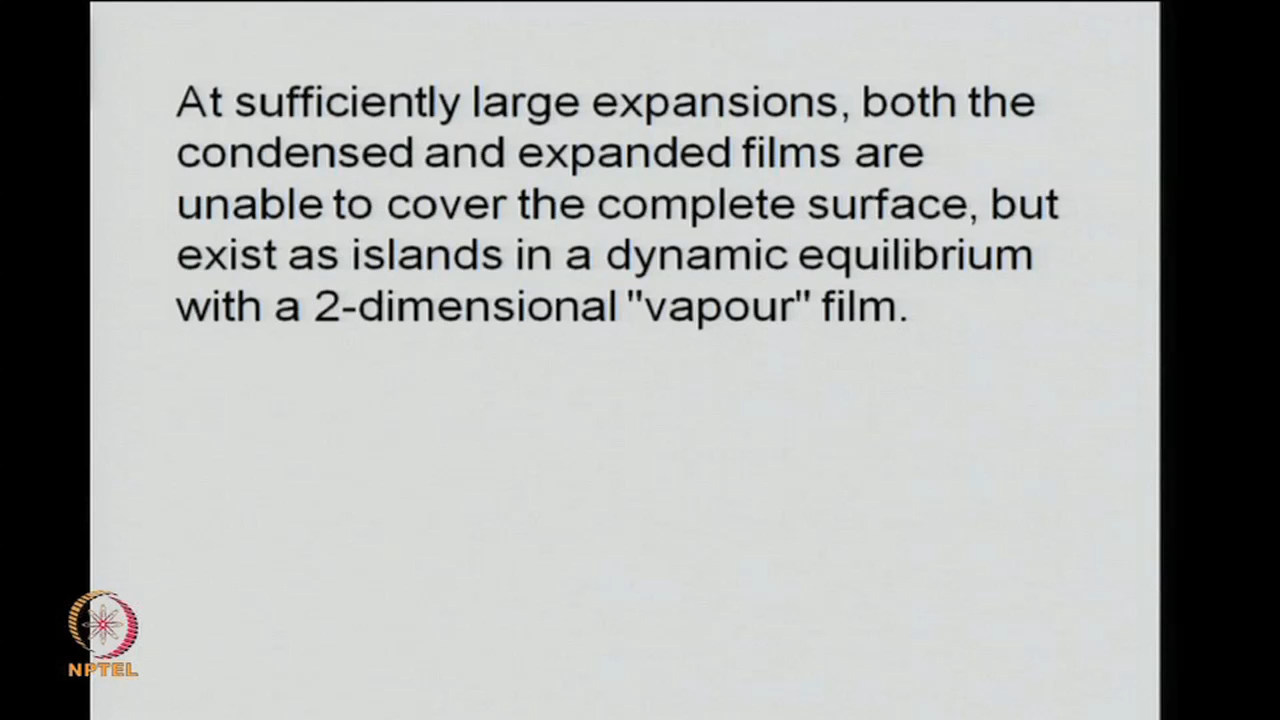 At sufficiently large expansions, both the
condensed and expanded films are
unable to cover the complete surface, but
exist as islands in a dynamic equilibrium
with a 2-dimensional "vapour" film.
NPTEL